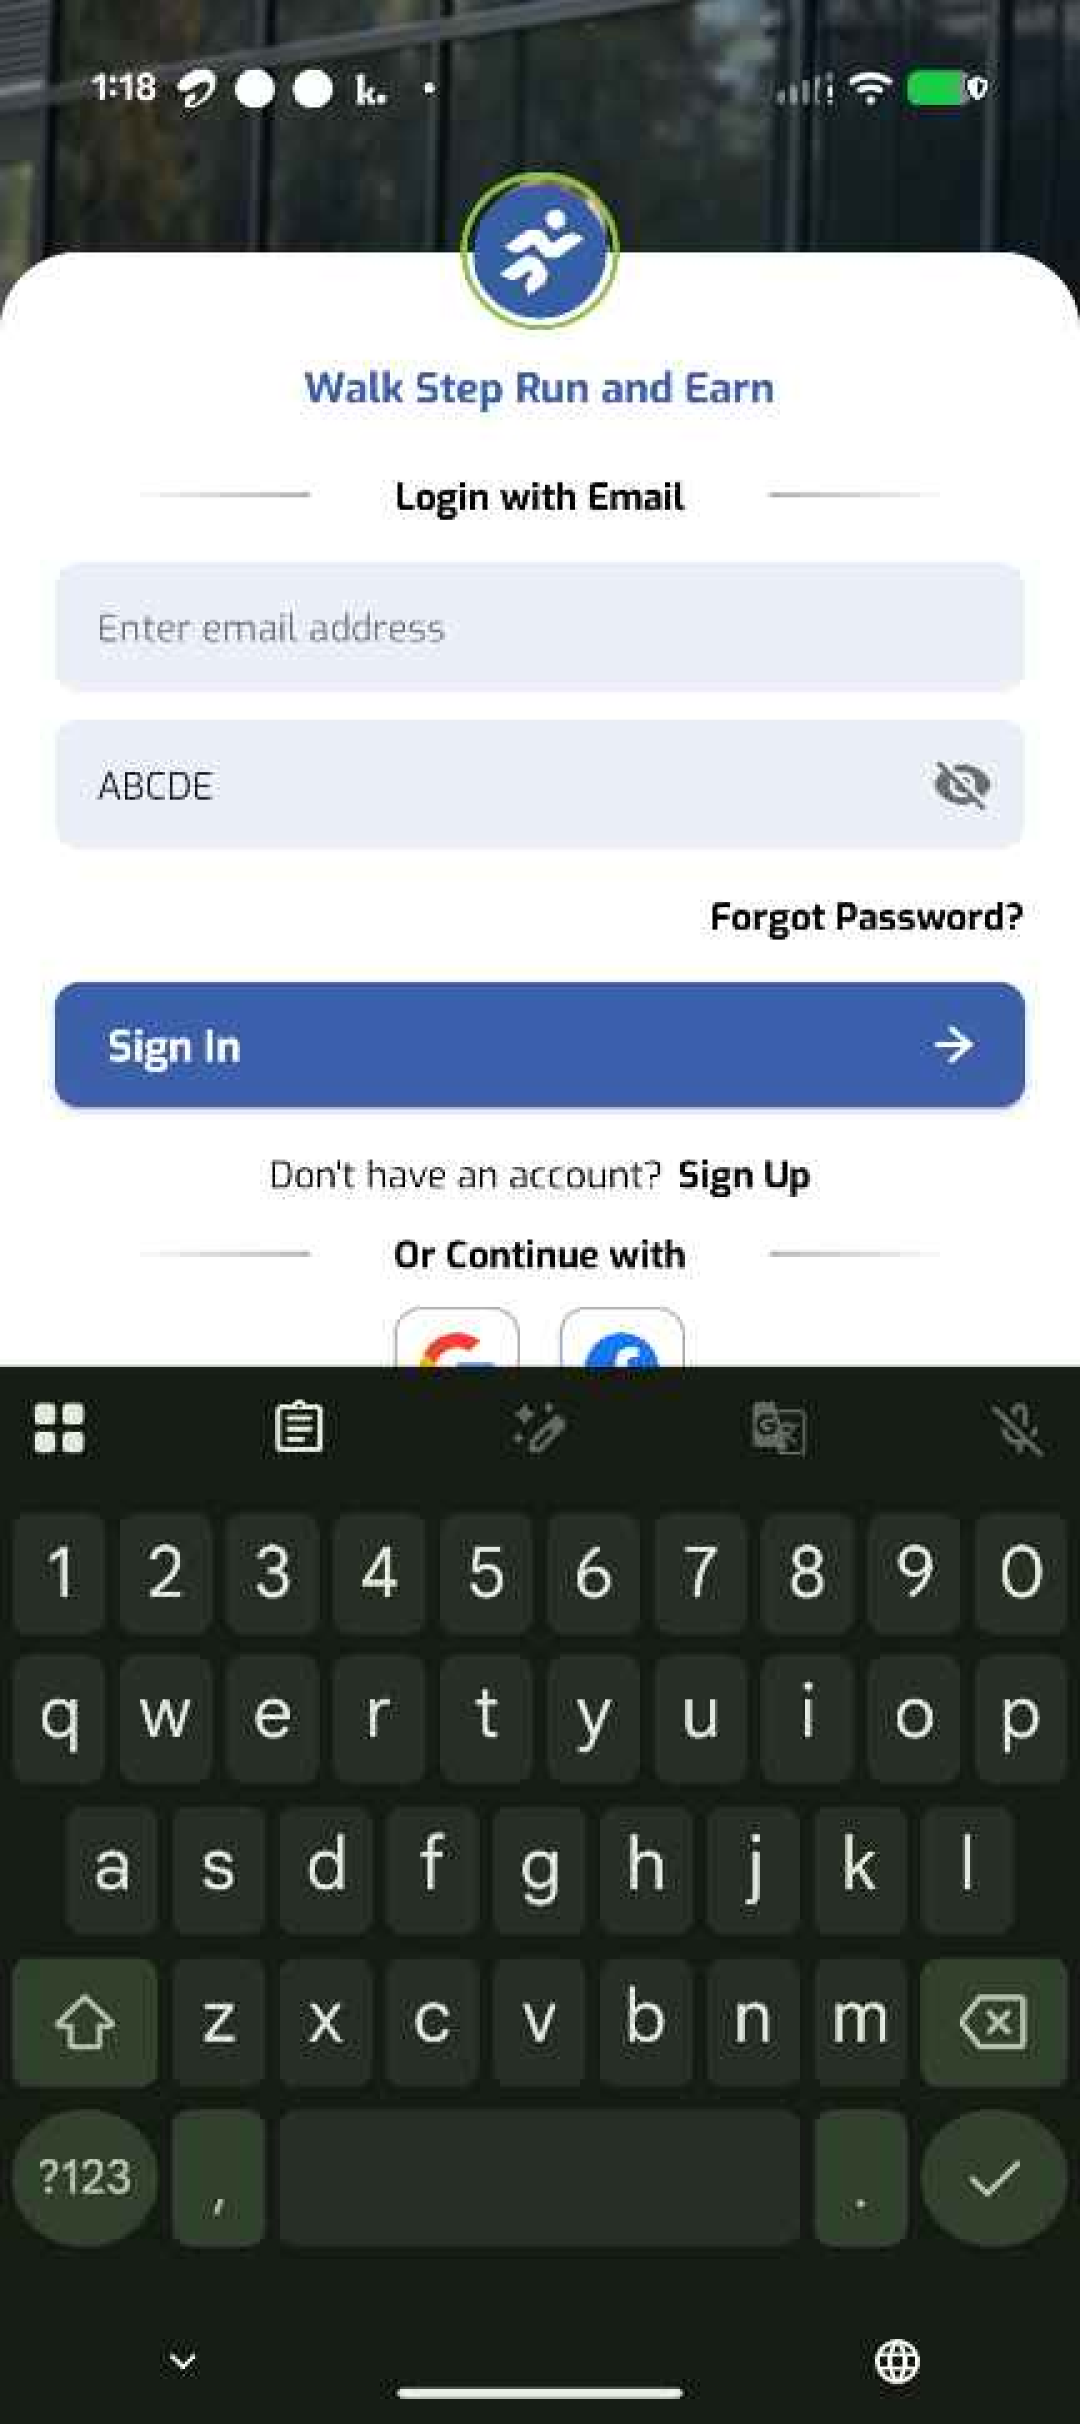 1:18 k.
Walk Step Run and Earn
Login with Email
Enter email address
ABCDE
Forgot Password?
Sign In
Don't have an account? Sign Up
Or Continue with
1 2 3 4 5 6 7 8 9 0
q w e r t y u i o p
a s d f g h j k l
z x c v b n m
?123 , .